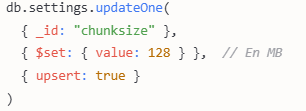 db.settings.updateOne(
  { _id: "chunksize" },
  { $set: { value: 128 } },  // En MB
  { upsert: true }
)